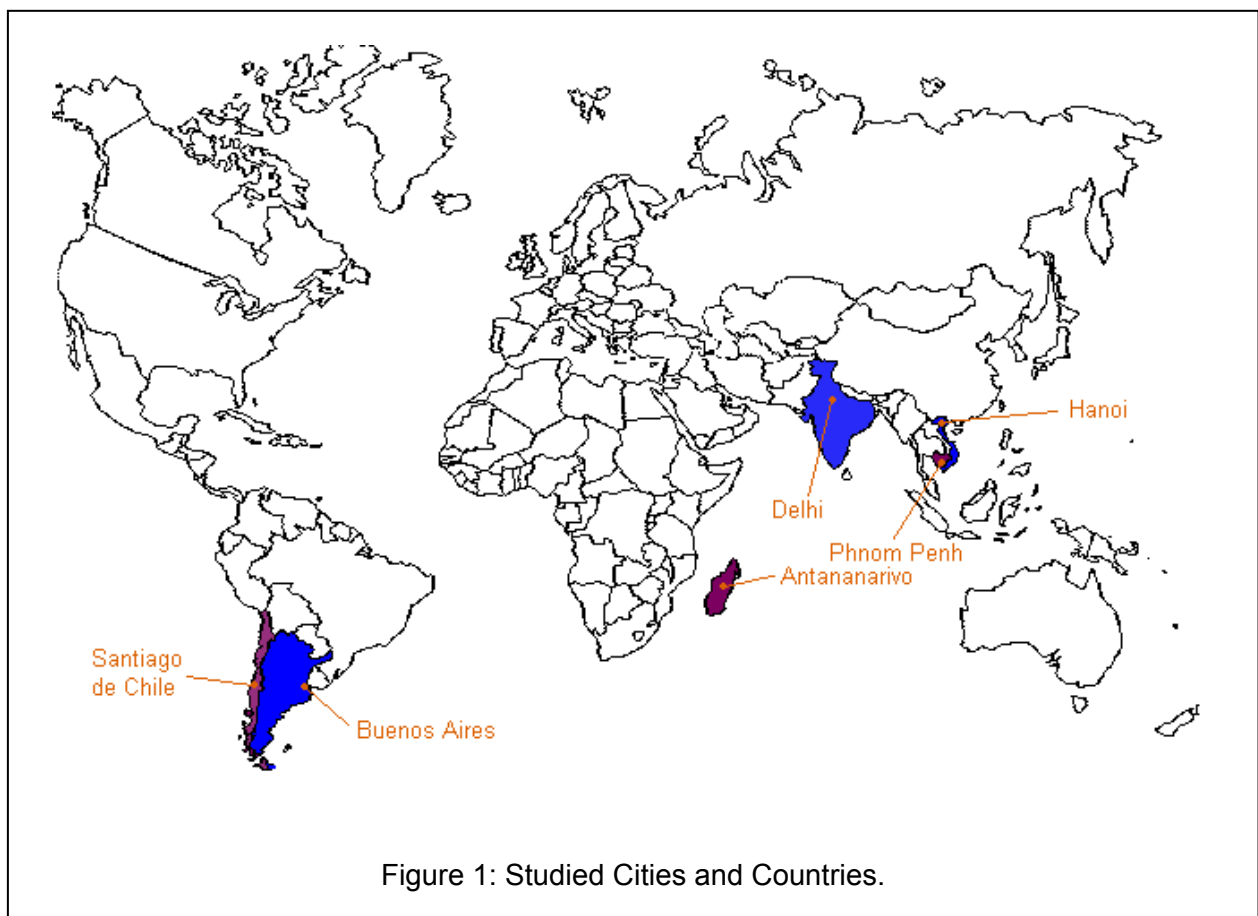 Hanoi
Delhi
Phnom Penh
Antananarivo
Santiago
de Chile
Buenos Aires
Figure 1: Studied Cities and Countries.